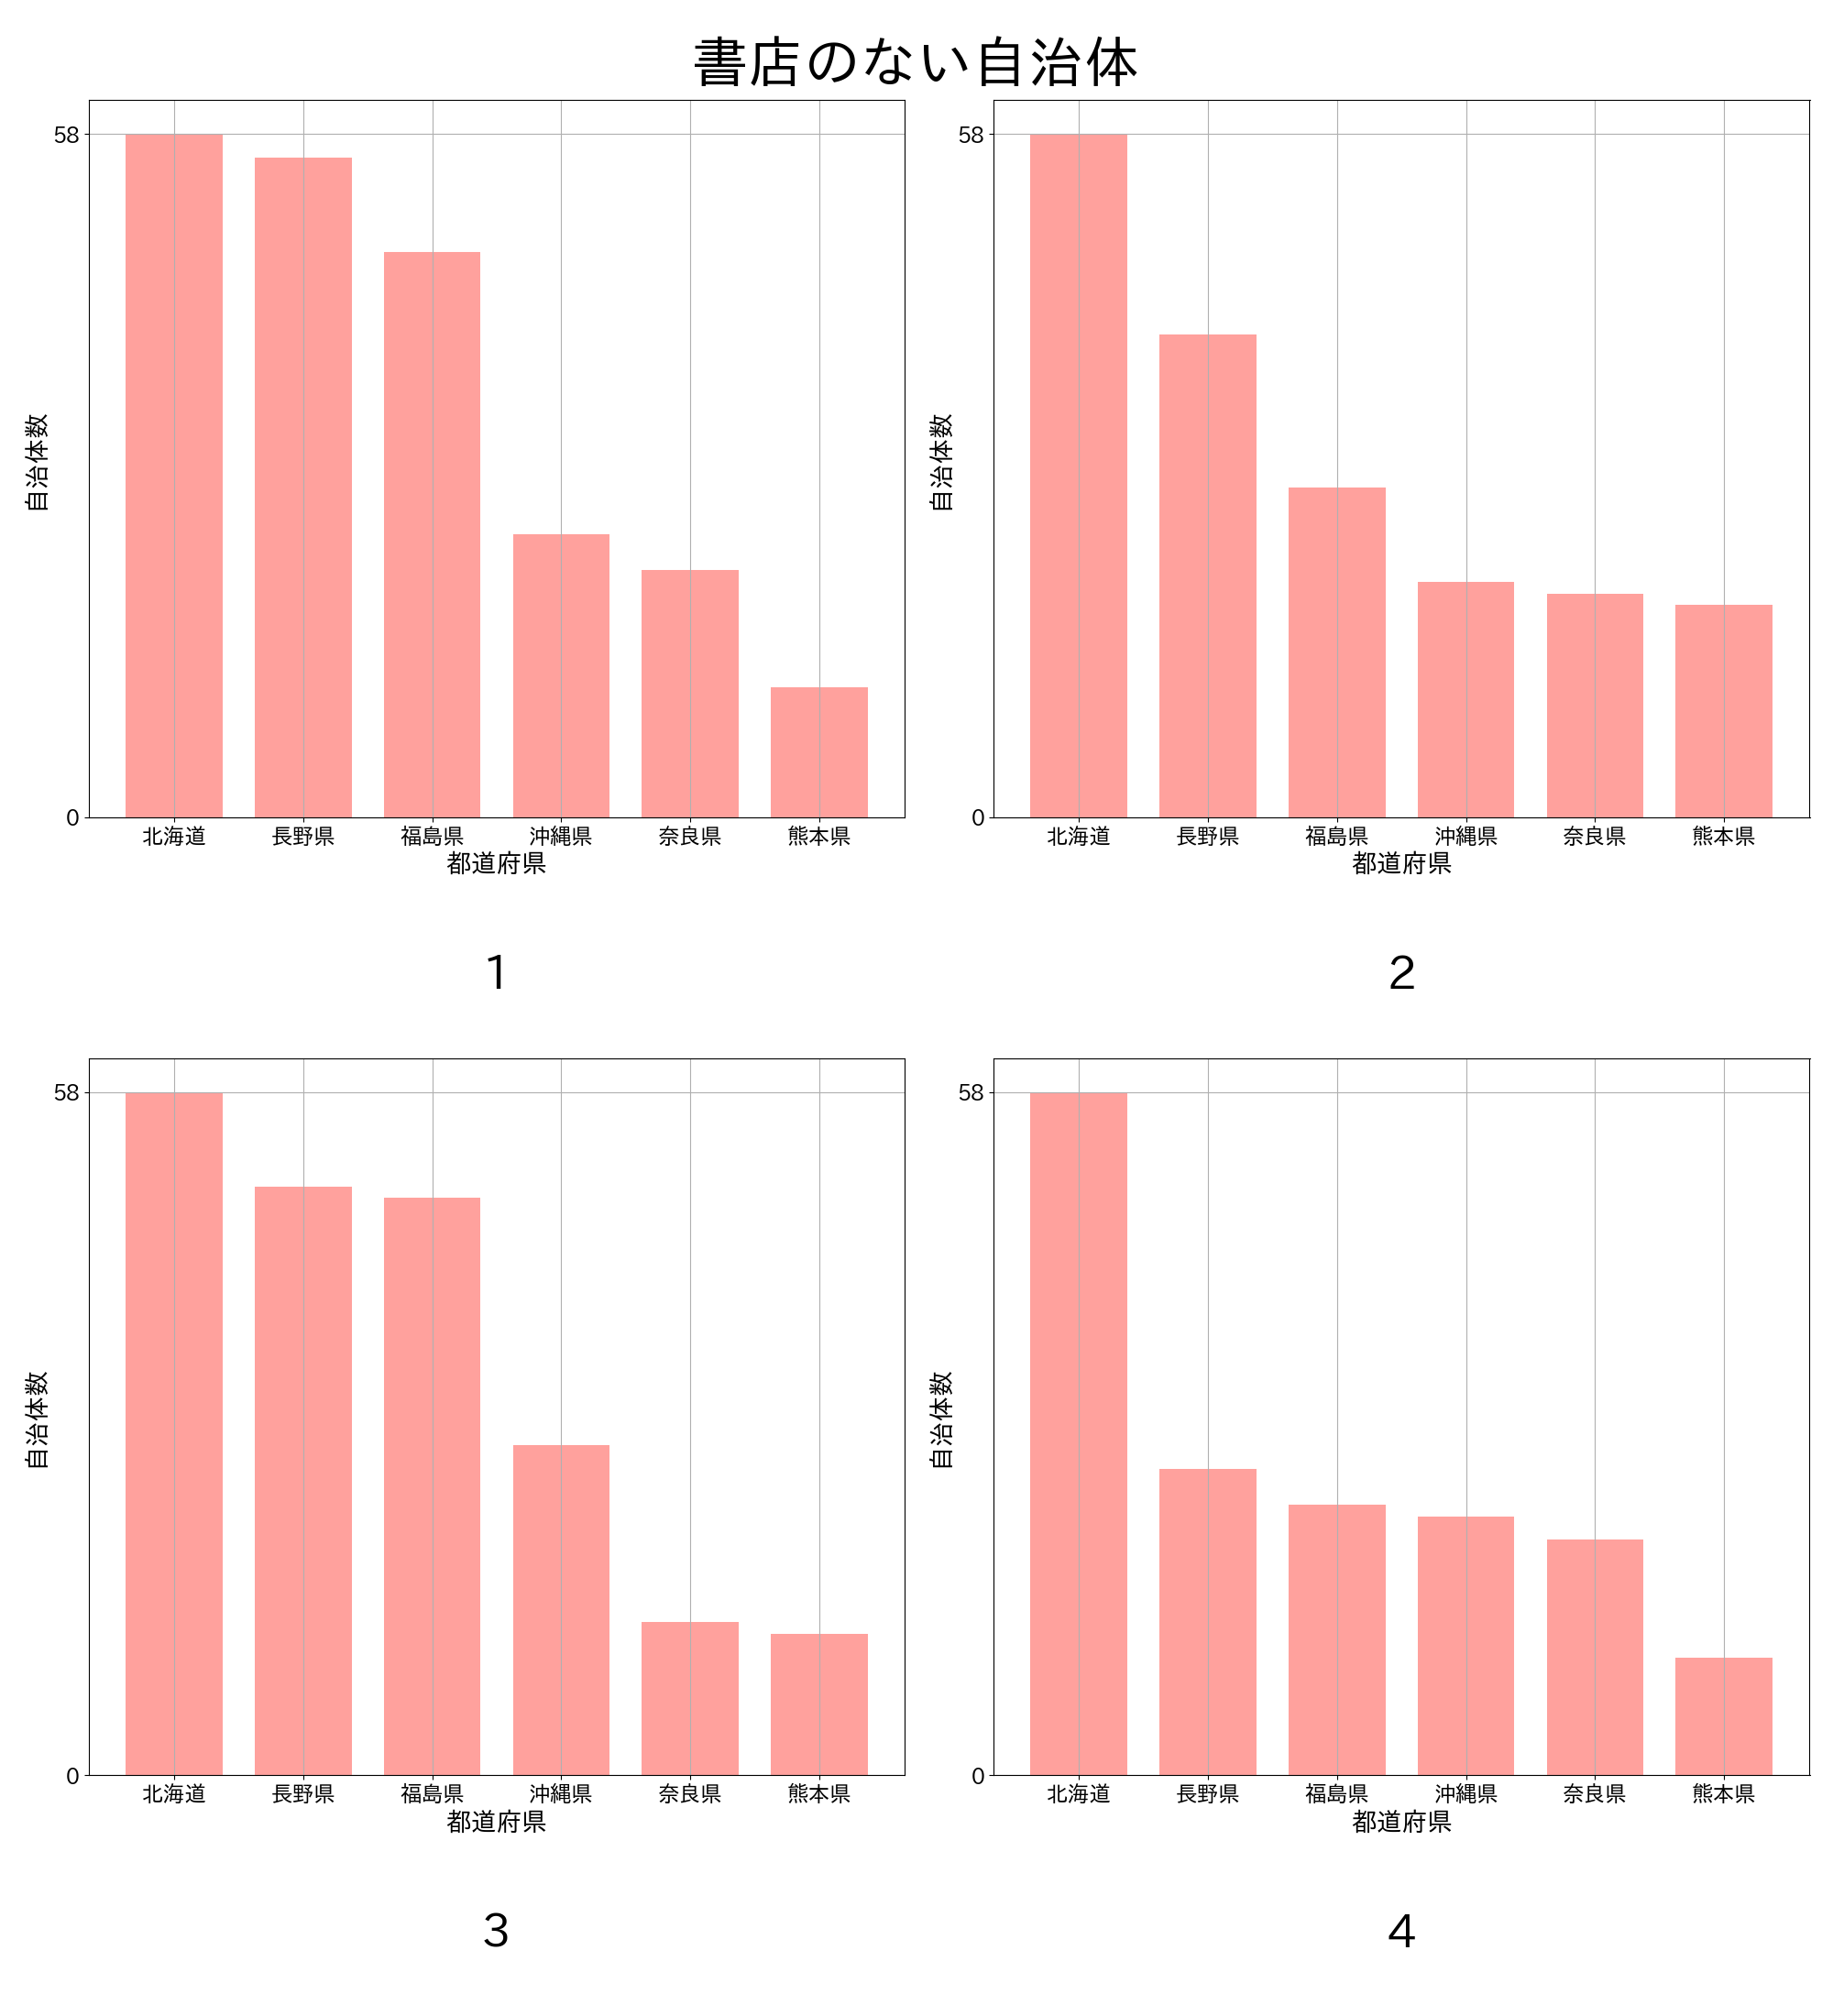 書店のない自治体
58
0
自治体数
北海道 長野県 福島県 沖縄県 奈良県 熊本県
都道府県
1
58
0
自治体数
北海道 長野県 福島県 沖縄県 奈良県 熊本県
都道府県
2
58
0
自治体数
北海道 長野県 福島県 沖縄県 奈良県 熊本県
都道府県
3
58
0
自治体数
北海道 長野県 福島県 沖縄県 奈良県 熊本県
都道府県
4